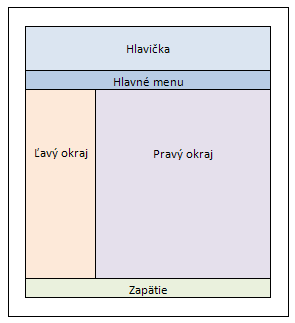 Hlavička
Hlavné menu
Ľavý okraj
Pravý okraj
Zapätie